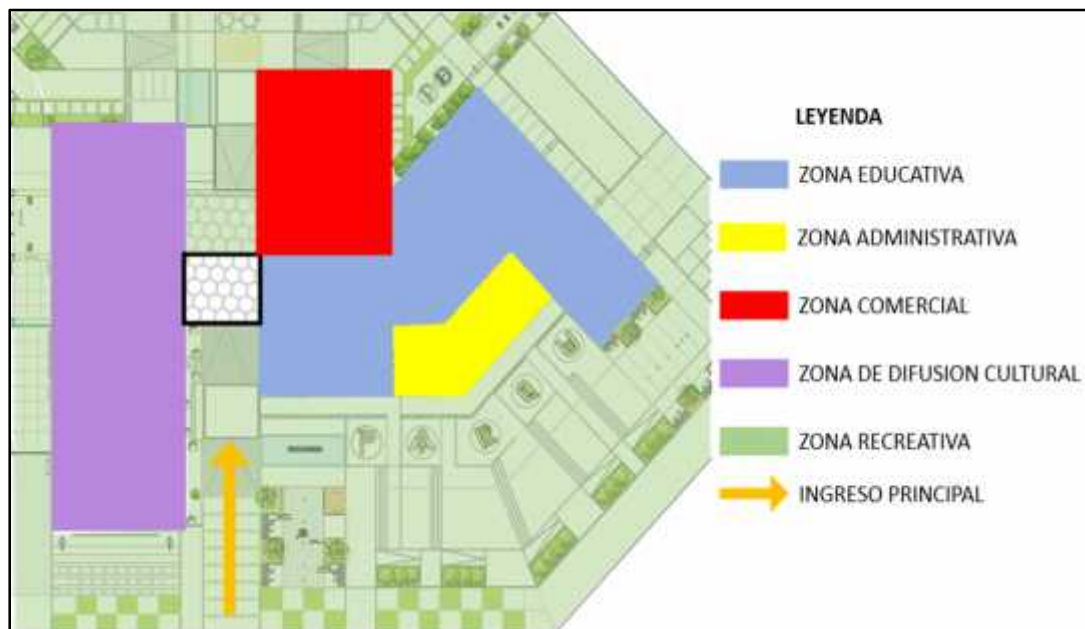 LEYENDA
ZONA EDUCATIVA
ZONA ADMINISTRATIVA
ZONA COMERCIAL
ZONA DE DIFUSION CULTURAL
ZONA RECREATIVA
INGRESO PRINCIPAL